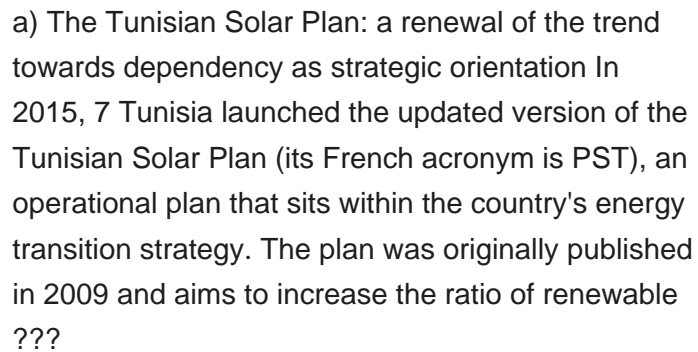 a) The Tunisian Solar Plan: a renewal of the trend
towards dependency as strategic orientation In
2015, 7 Tunisia launched the updated version of the
Tunisian Solar Plan (its French acronym is PST), an
operational plan that sits within the country's energy
transition strategy. The plan was originally published
in 2009 and aims to increase the ratio of renewable
???